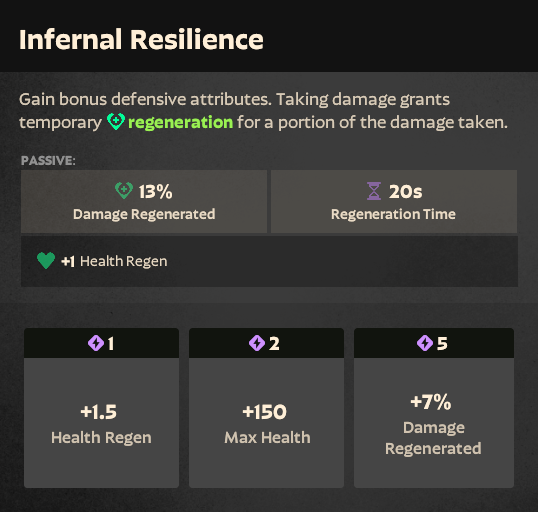 Infernal Resilience
Gain bonus defensive attributes. Taking damage grants
temporary regeneration for a portion of the damage taken.
PASSIVE:
13%
Damage Regenerated
20s
Regeneration Time
+1 Health Regen
1
+1.5
Health Regen
2
+150
Max Health
5
+7%
Damage
Regenerated